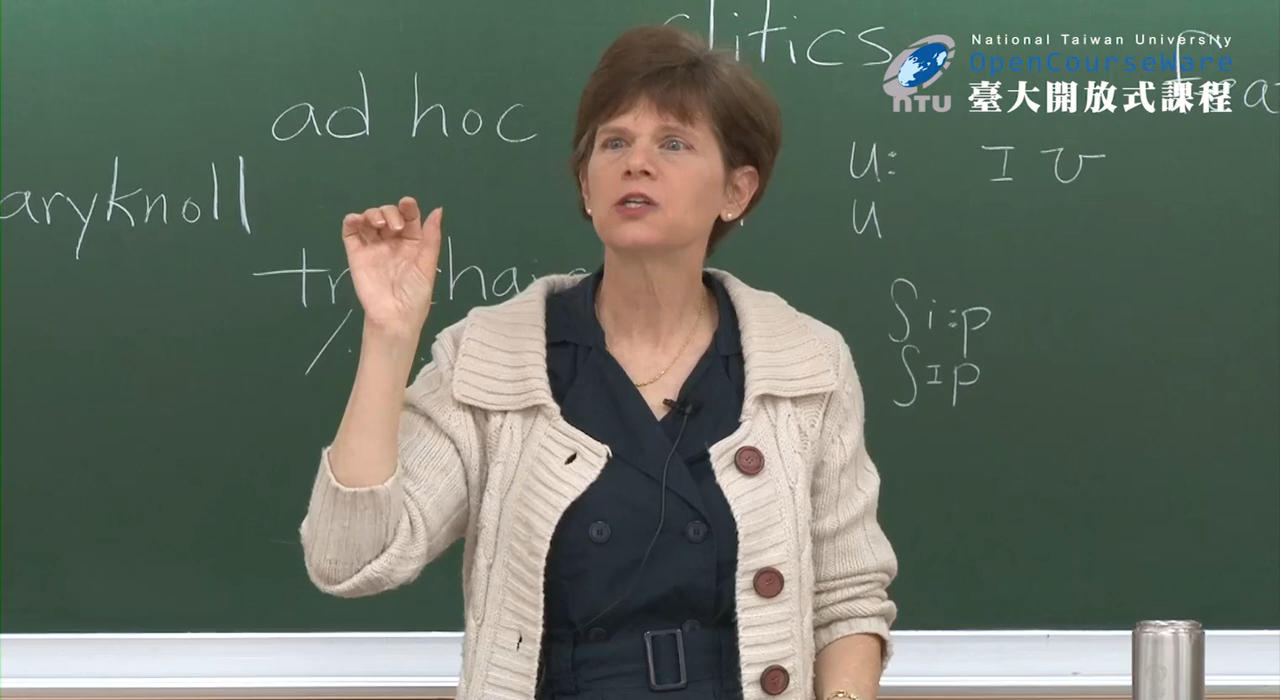 clitics
National Taiwan University
OpenCourseWare
臺大開放式課程
NTU
ad hoc
u: I ʊ
aryknoll
u
ʃi:p
ʃɪp